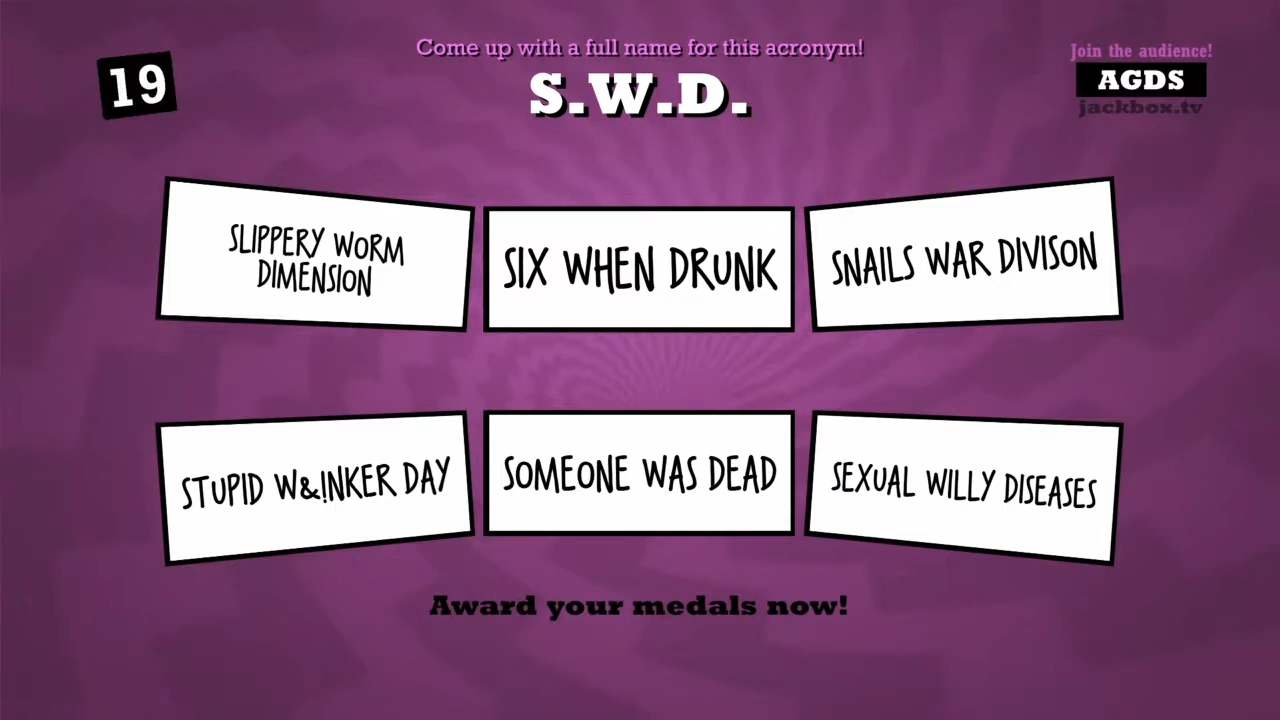 Come up with a full name for this acronym!
19
S.W.D.
Join the audience!
AGDS
jackbox.tv
SLIPPERY WORM
DIMENSION
SIX WHEN DRUNK
SNAILS WAR DIVISON
STUPID W&!NKER DAY
SOMEONE WAS DEAD
SEXUAL WILLY DISEASES
Award your medals now!